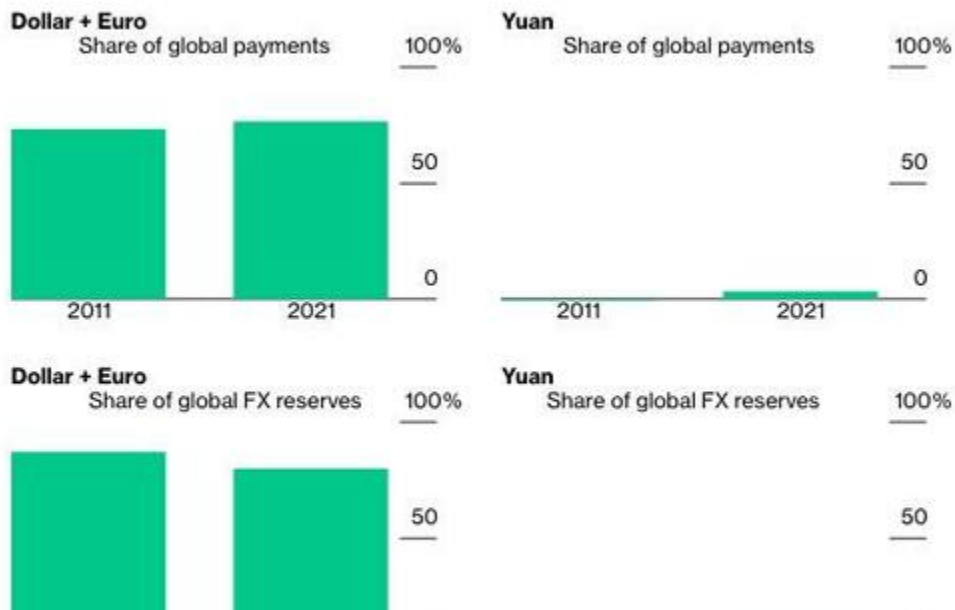 Dollar + Euro
Share of global payments
100%
50
0
2011 2021
Yuan
Share of global payments
100%
50
0
2011 2021
Dollar + Euro
Share of global FX reserves
100%
50
Yuan
Share of global FX reserves
100%
50